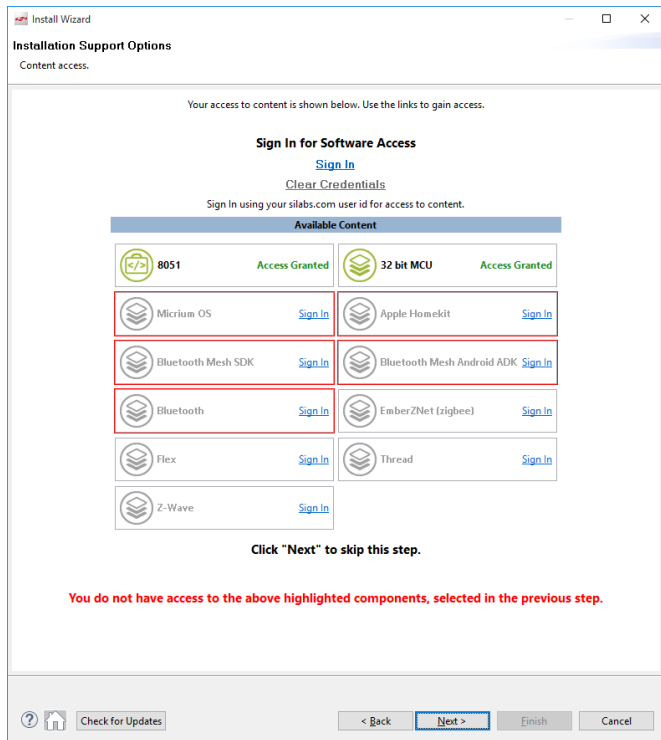 Install Wizard
Installation Support Options
Content access.
Your access to content is shown below. Use the links to gain access.
Sign In for Software Access
Sign In
Clear Credentials
Sign In using your silabs.com user id for access to content.
Available Content
8051 Access Granted
32 bit MCU Access Granted
Micrium OS Sign In
Apple Homekit Sign In
Bluetooth Mesh SDK Sign In
Bluetooth Mesh Android ADK Sign In
Bluetooth Sign In
EmberZNet (zigbee) Sign In
Flex Sign In
Thread Sign In
Z-Wave Sign In
Click "Next" to skip this step.
You do not have access to the above highlighted components, selected in the previous step.
? Check for Updates < Back Next > Finish Cancel